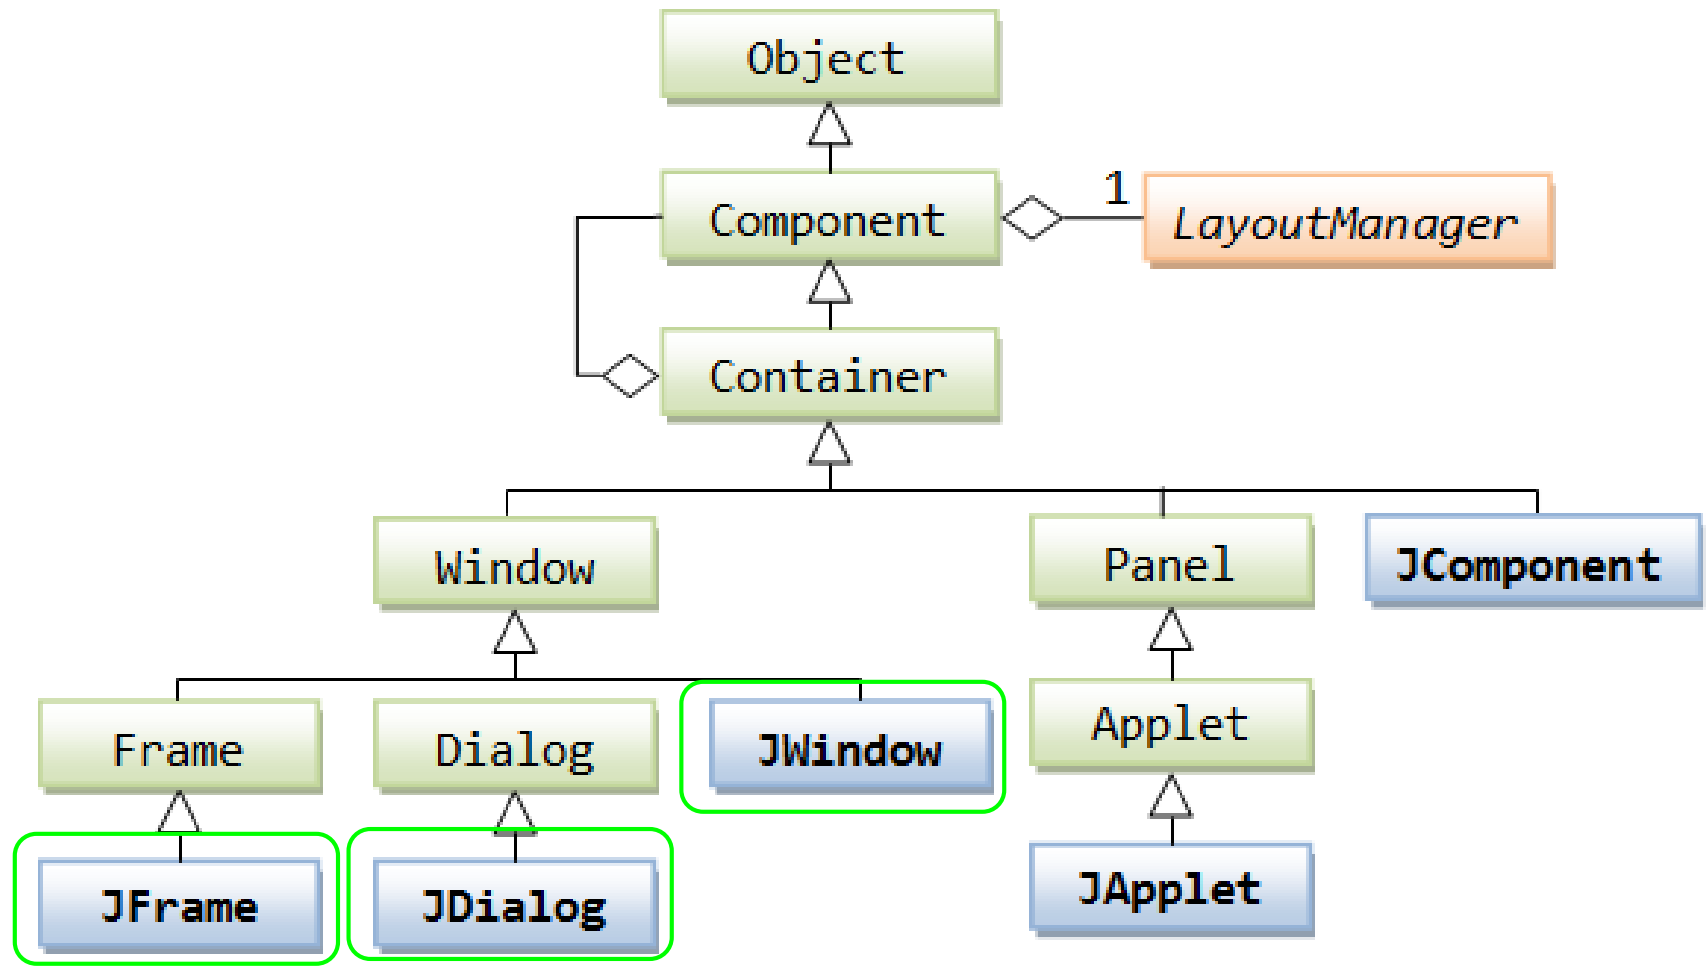 Object
Component
1
LayoutManager
Container
Window
Panel
JComponent
Frame
Dialog
JWindow
Applet
JFrame
JDialog
JApplet